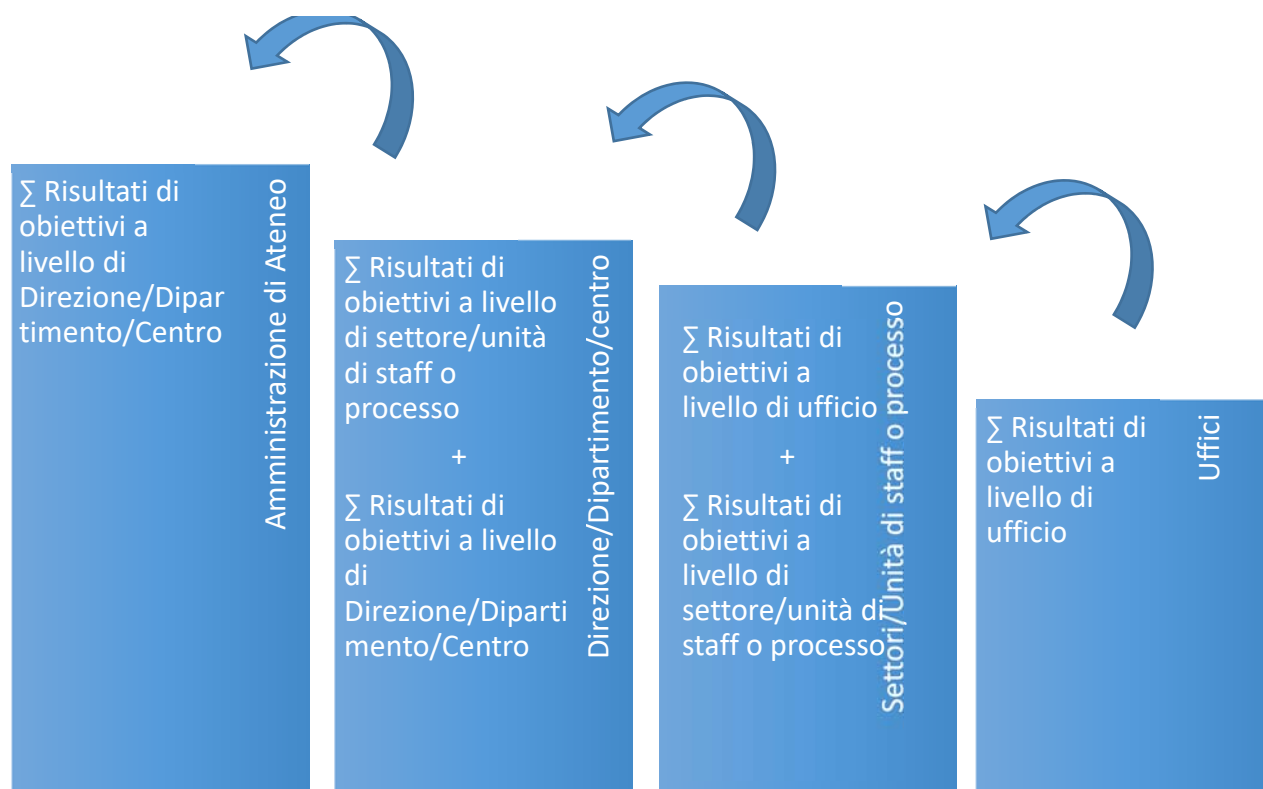 ∑ Risultati di
obiettivi a
livello di
Direzione/Dipar
timento/Centro
Amministrazione di Ateneo
∑ Risultati di
obiettivi a livello
di settore/unità
di staff o
processo
+
∑ Risultati di
obiettivi a livello
di
Direzione/Diparti
mento/Centro
Direzione/Dipartimento/centro
∑ Risultati di
obiettivi a
livello di ufficio
+
∑ Risultati di
obiettivi a
livello di
settore/unità di
staff o processo
Settori/Unità di staff o processo
∑ Risultati di
obiettivi a
livello di
ufficio
Uffici